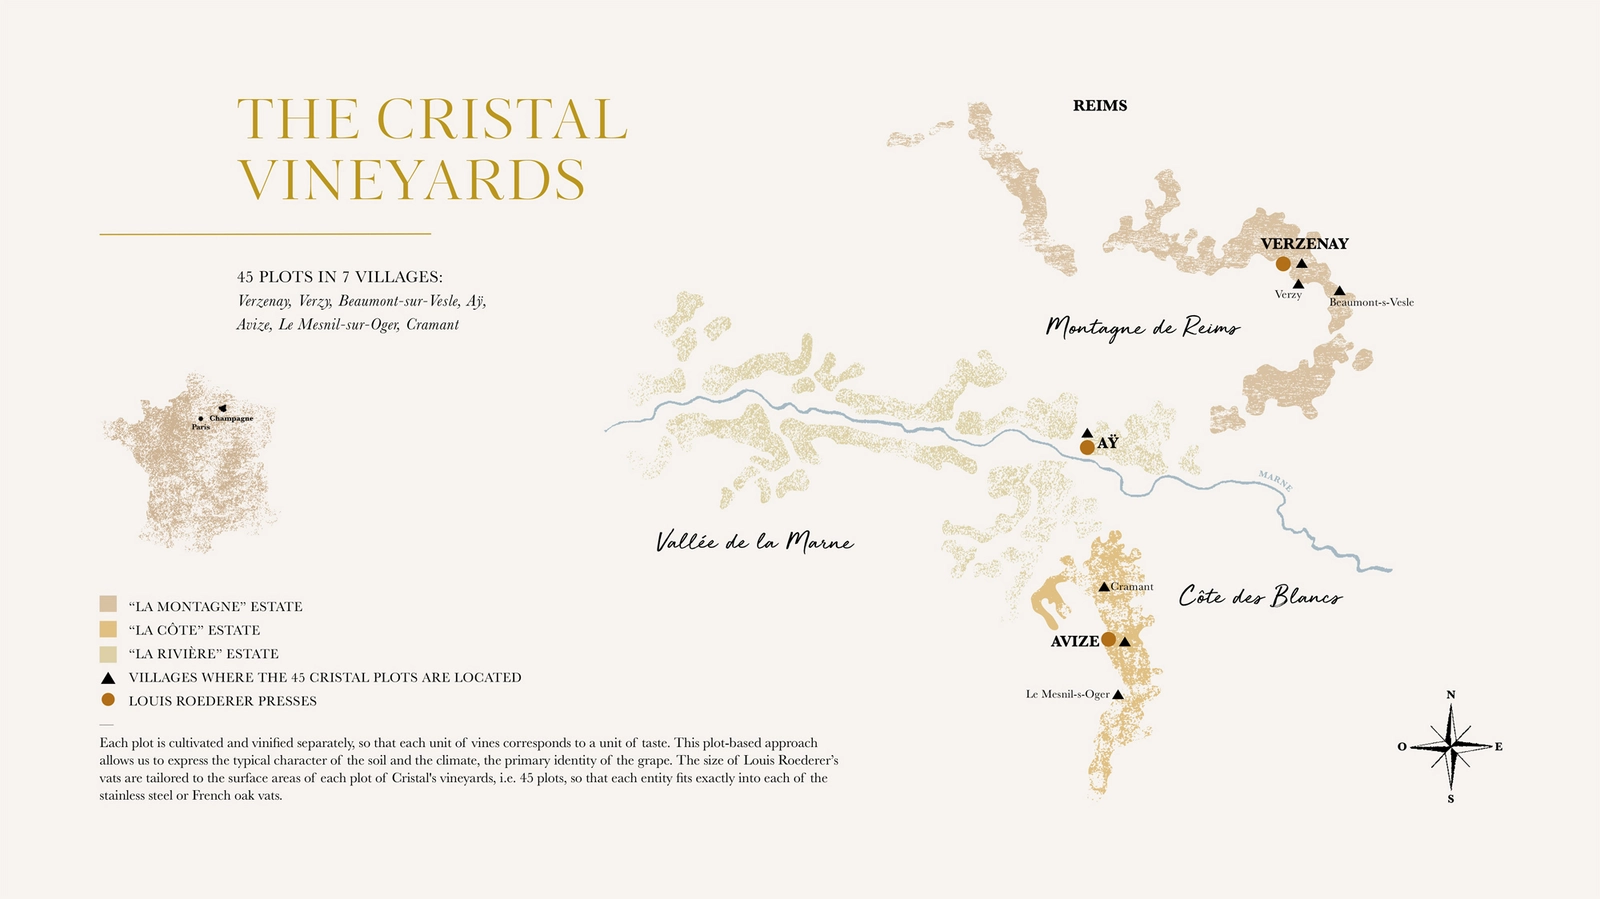 THE CRISTAL
VINEYARDS
45 PLOTS IN 7 VILLAGES:
Verzenay, Verzy, Beaumont-sur-Vesle, Aÿ,
Avize, Le Mesnil-sur-Oger, Cramant
Champagne
Paris
"LA MONTAGNE" ESTATE
"LA CÔTE" ESTATE
"LA RIVIÈRE" ESTATE
VILLAGES WHERE THE 45 CRISTAL PLOTS ARE LOCATED
LOUIS ROEDERER PRESSES
Each plot is cultivated and vinified separately, so that each unit of vines corresponds to a unit of taste. This plot-based approach
allows us to express the typical character of the soil and the climate, the primary identity of the grape. The size of Louis Roederer's
vats are tailored to the surface areas of each plot of Cristal's vineyards, i.e. 45 plots, so that each entity fits exactly into each of the
stainless steel or French oak vats.
REIMS
VERZENAY
Verzy
Beaumont-s-Vesle
Montagne de Reims
AŸ
MARNE
Vallée de la Marne
Cramant
Côte des Blancs
AVIZE
Le Mesnil-s-Oger
N
O
E
S